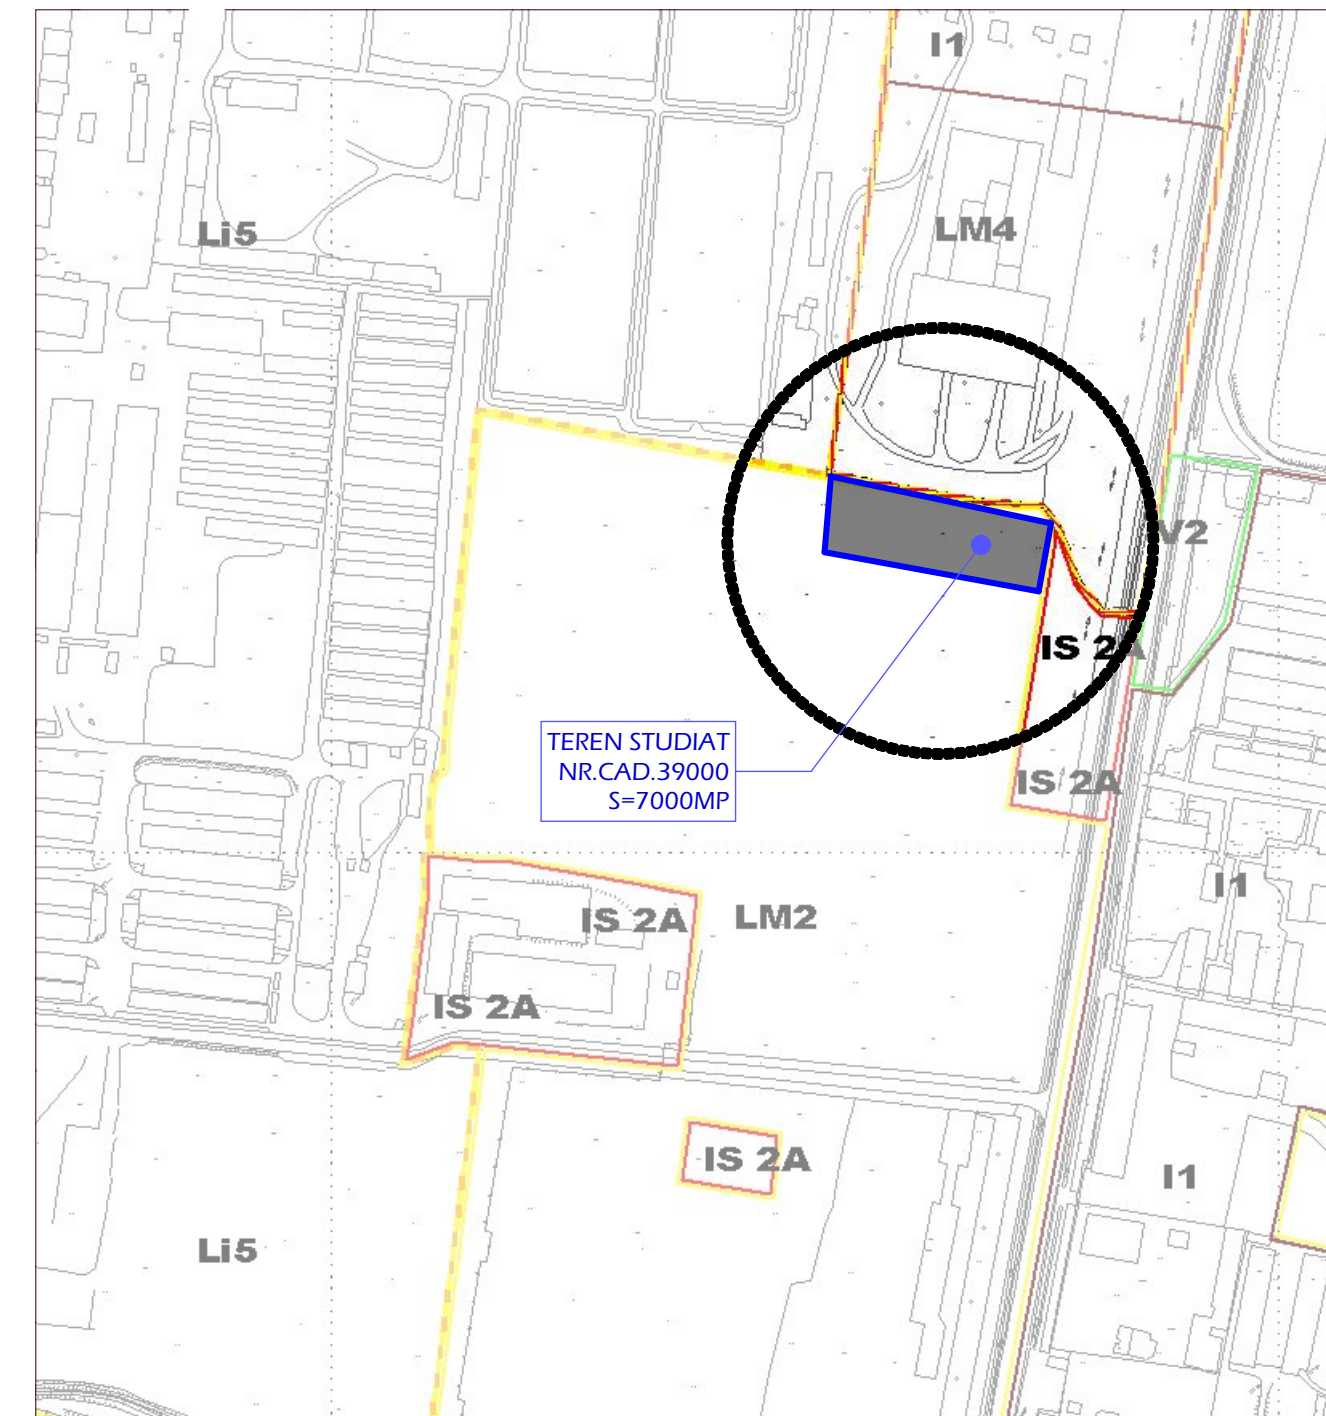 I1
Li5
LM4
V2
IS 2A
TEREN STUDIAT
NR.CAD.39000
S=7000MP
IS 2A
I1
IS 2A
LM2
IS 2A
IS 2A
I1
Li5